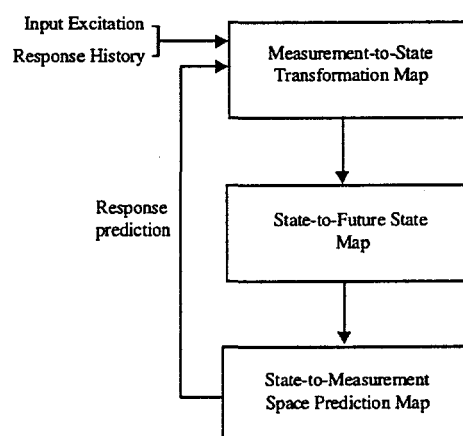 Input Excitation
Response History
Measurement-to-State
Transformation Map
Response
prediction
State-to-Future State
Map
State-to-Measurement
Space Prediction Map